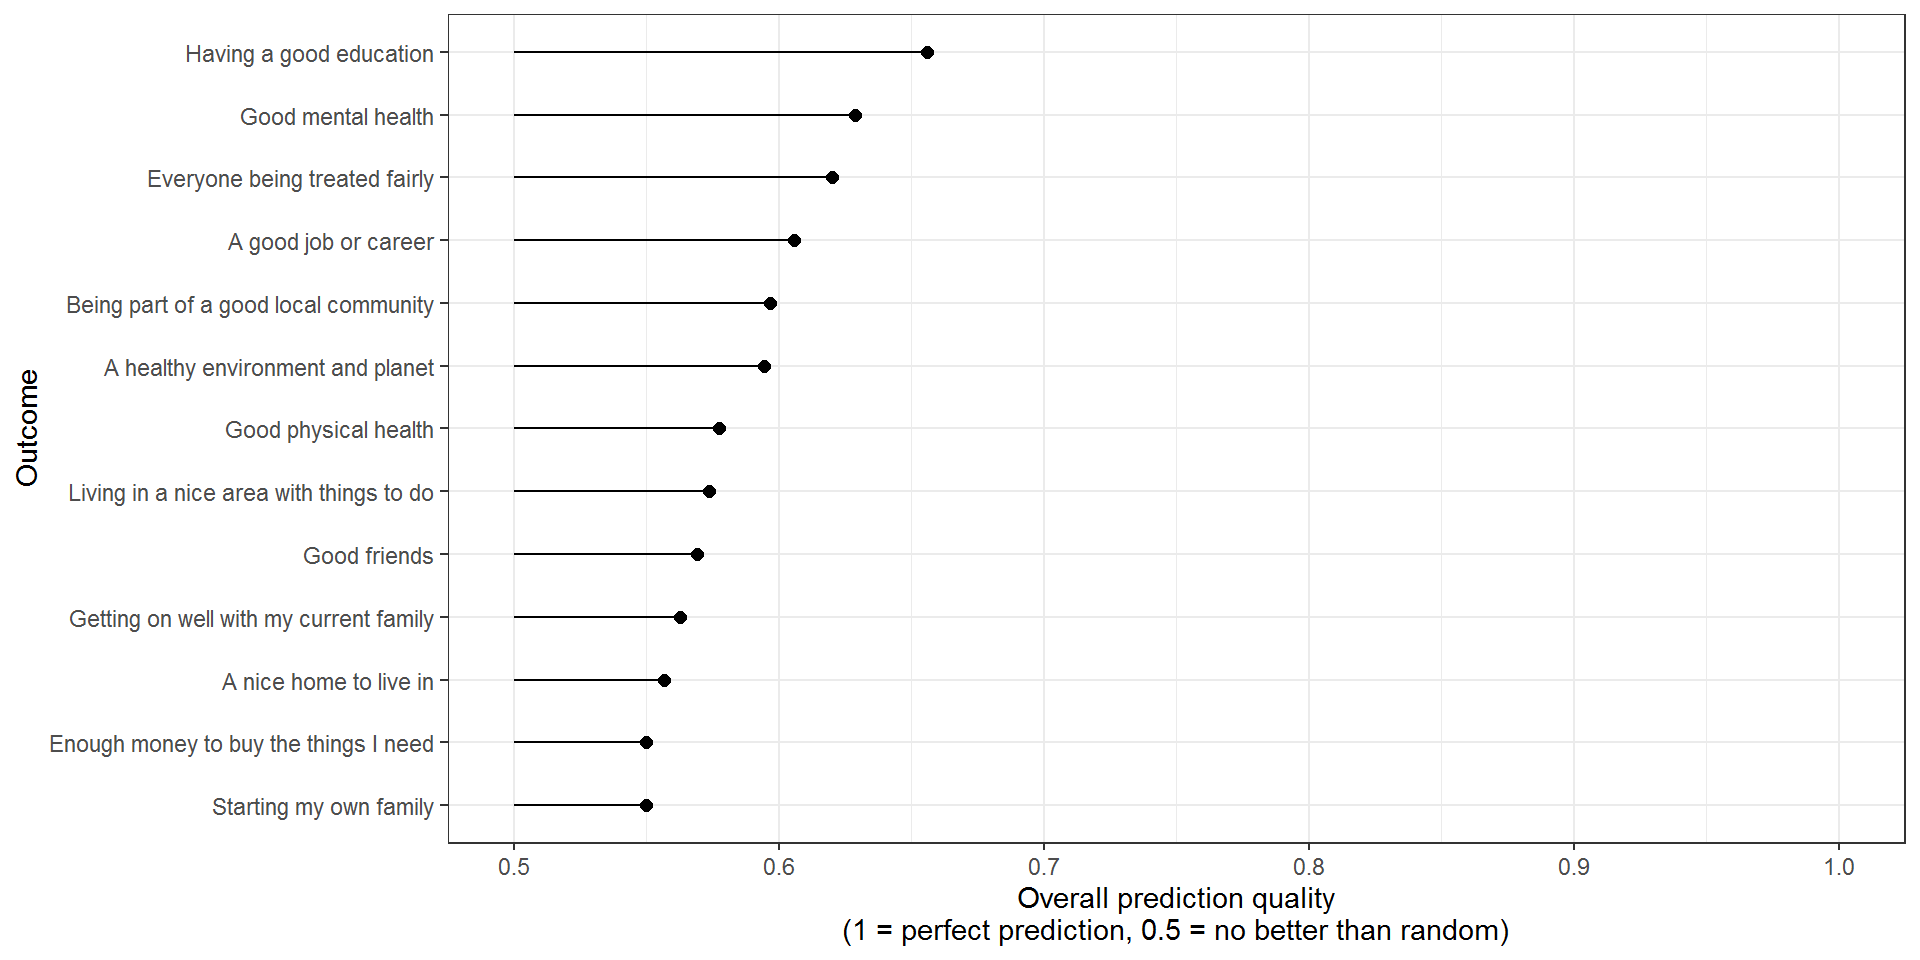 Having a good education
Good mental health
Everyone being treated fairly
A good job or career
Being part of a good local community
A healthy environment and planet
Good physical health
Living in a nice area with things to do
Good friends
Getting on well with my current family
A nice home to live in
Enough money to buy the things I need
Starting my own family
Outcome
0.5 0.6 0.7 0.8 0.9 1.0
Overall prediction quality
(1 = perfect prediction, 0.5 = no better than random)